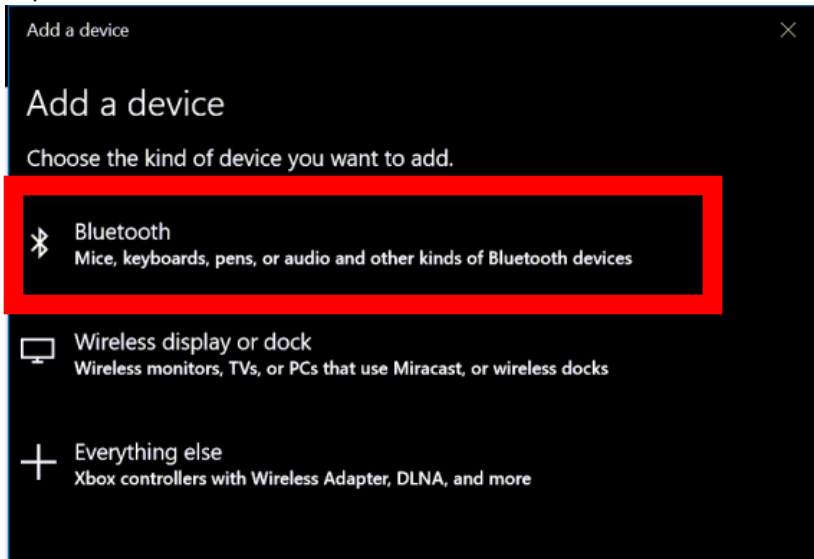 Add a device
Add a device
Choose the kind of device you want to add.
Bluetooth
Mice, keyboards, pens, or audio and other kinds of Bluetooth devices
Wireless display or dock
Wireless monitors, TVs, or PCs that use Miracast, or wireless docks
Everything else
Xbox controllers with Wireless Adapter, DLNA, and more